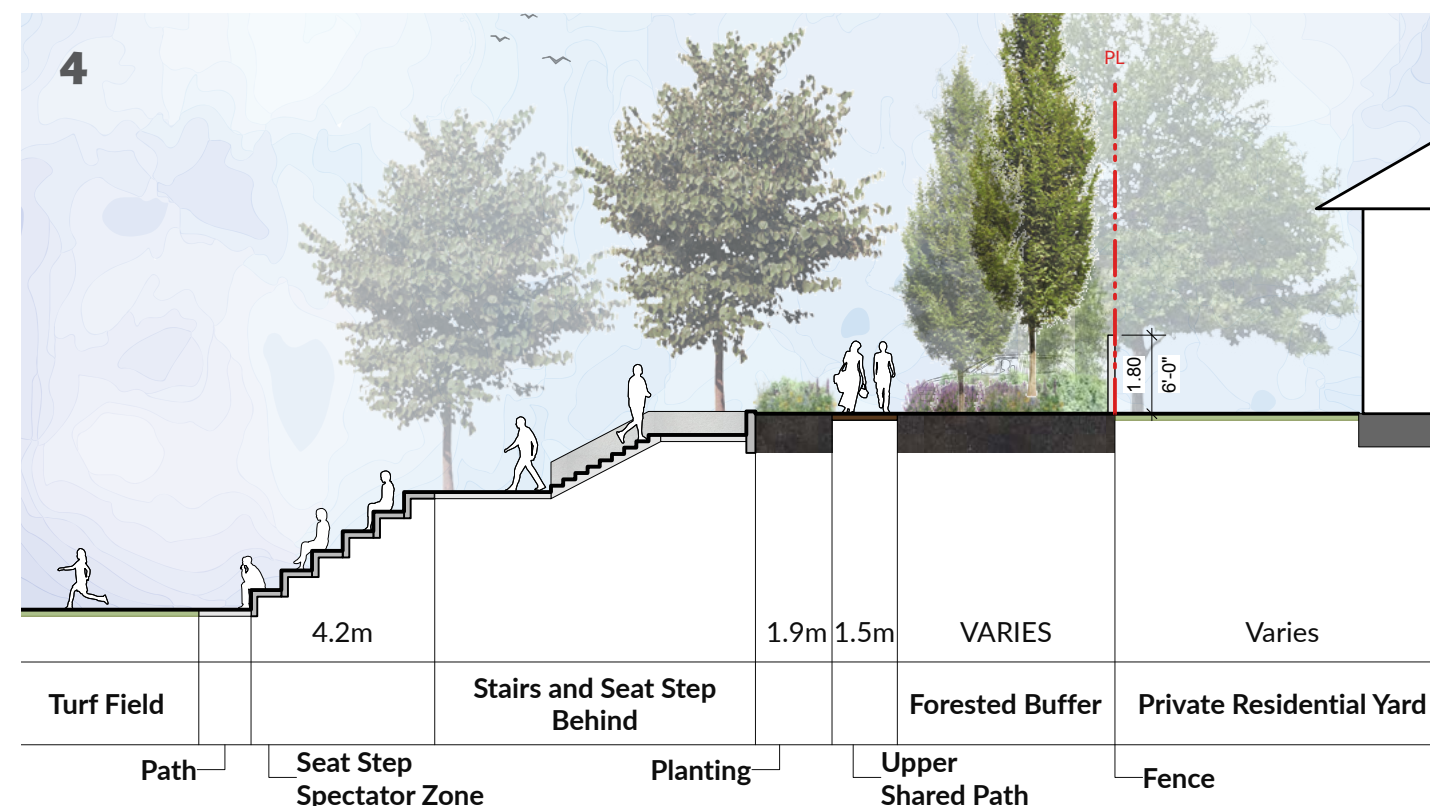 4
PL
1.80
6'-0"
4.2m
1.9m
1.5m
VARIES
Varies
Turf Field
Stairs and Seat Step
Behind
Forested Buffer
Private Residential Yard
Path
Seat Step
Spectator Zone
Planting
Upper
Shared Path
Fence